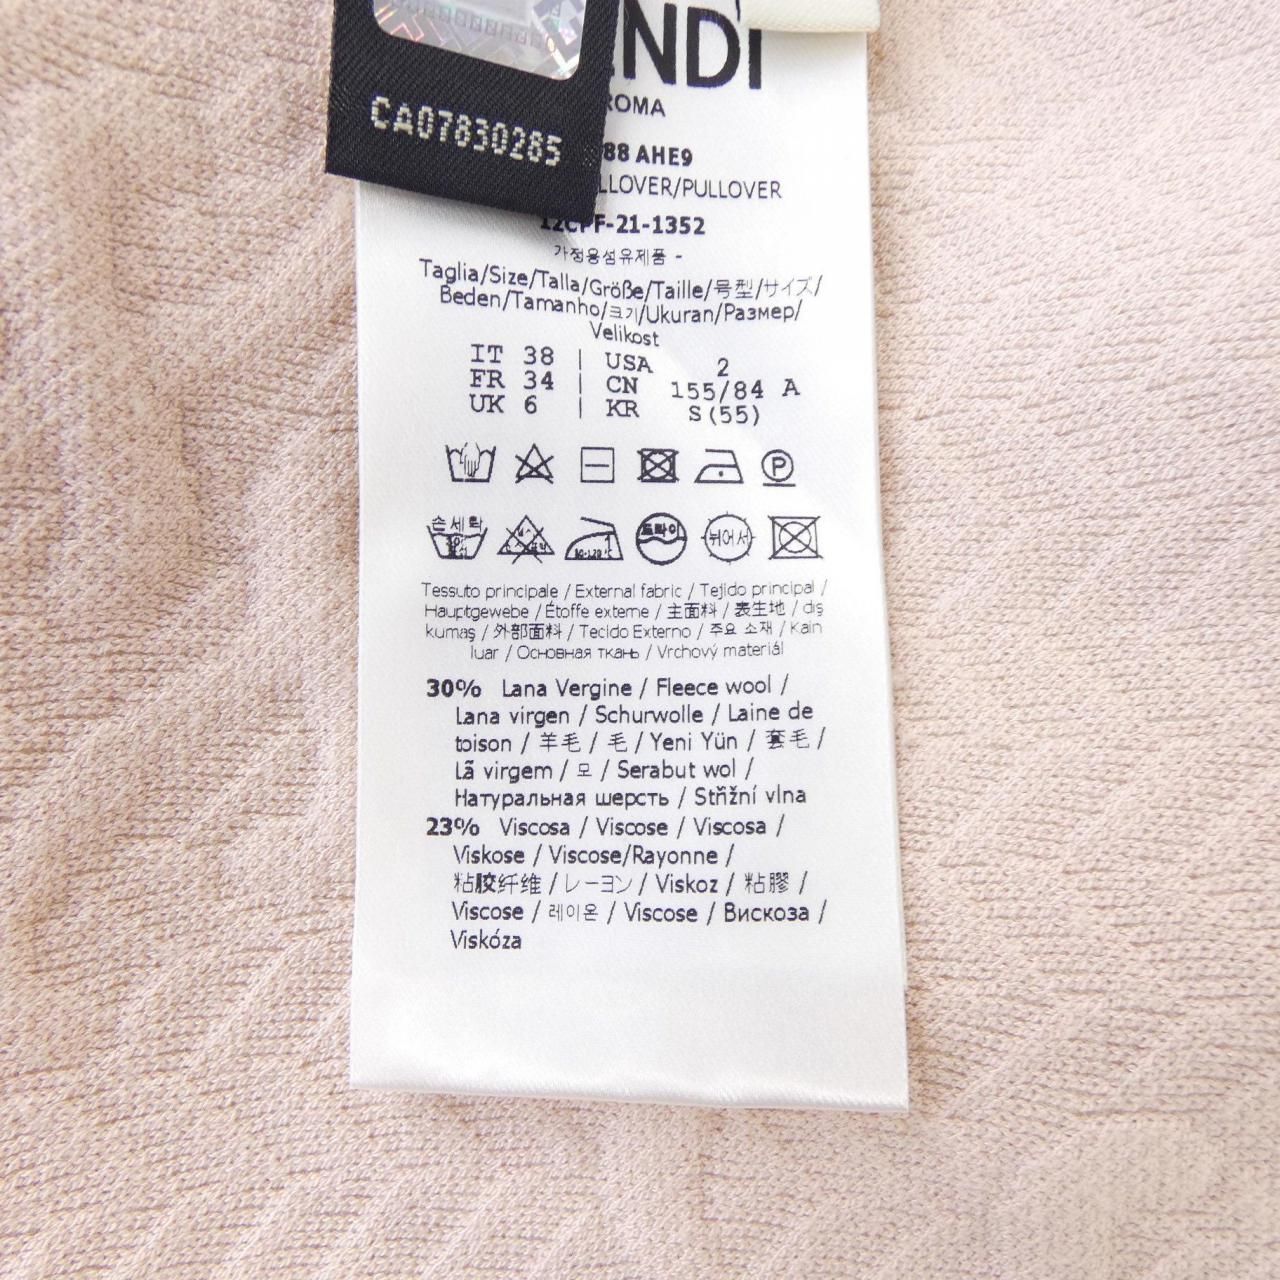 CA07830285
ENDI
ROMA
88 AHE9
LLOVER/PULLOVER
12CPF-21-1352
가정용섬유제품 -
Taglia/Size/Talla/Größe/Taille/号型/サイズ/
Beden/Tamanho/크기/Ukuran/Размер/
Velikost
IT 38 | USA 2
FR 34 | CN 155/84 A
UK 6 | KR S(55)
P
손세탁
드라이
뉘어서
Tessuto principale / External fabric / Tejido principal /
Hauptgewebe / Étoffe externe / 主面料 / 表生地 / dış
kumaş / 外部面料 / Tecido Externo / 주요 소재 / Kain
luar / Основная ткань / Vrchový materiál
30% Lana Vergine / Fleece wool /
Lana virgen / Schurwolle / Laine de
toison / 羊毛 / 毛 / Yeni Yün / 套毛 /
Lã virgem / 모 / Serabut wol /
Натуральная шерсть / Střižní vlna
23% Viscosa / Viscose / Viscosa /
Viskose / Viscose/Rayonne /
粘胶纤维 / レーヨン / Viskoz / 粘膠 /
Viscose / 레이온 / Viscose / Вискоза /
Viskóza